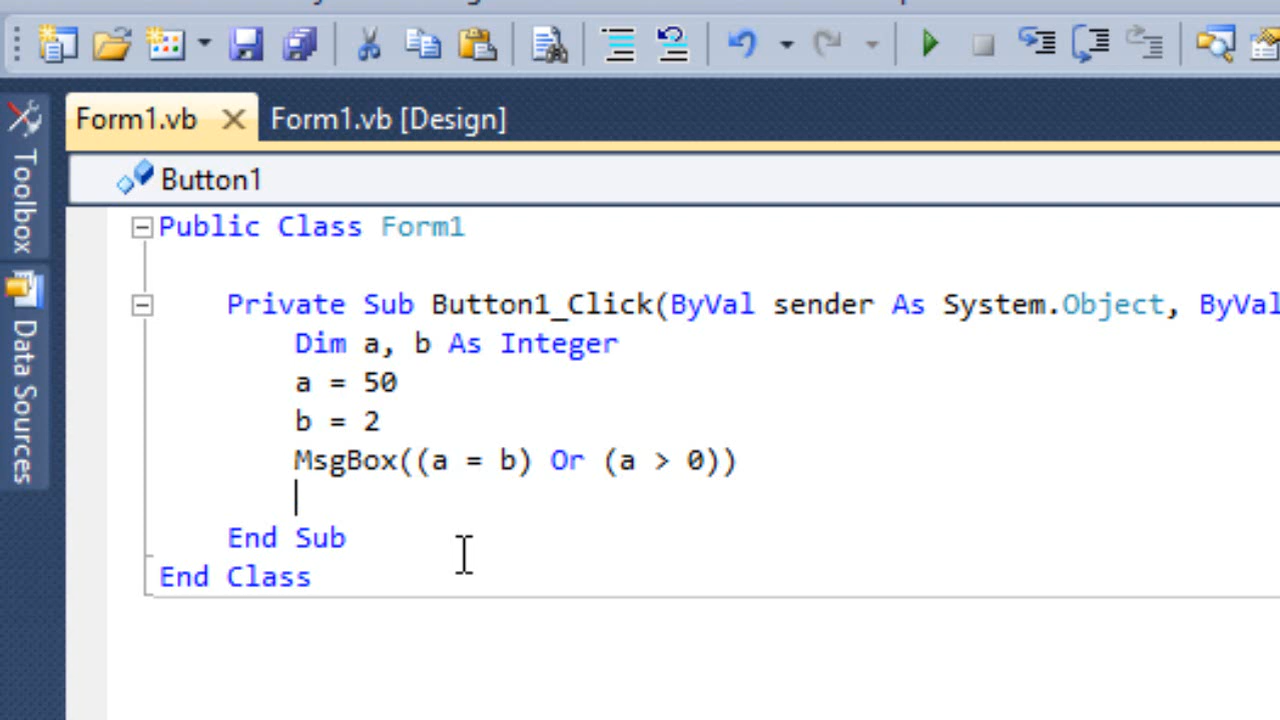 Form1.vb
Form1.vb [Design]
Toolbox
Data Sources
Button1
Public Class Form1
Private Sub Button1_Click(ByVal sender As System.Object, ByVal
Dim a, b As Integer
a = 50
b = 2
MsgBox((a = b) Or (a > 0))
End Sub
End Class